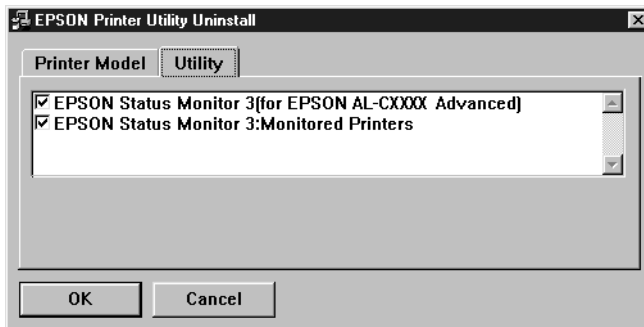 EPSON Printer Utility Uninstall
Printer Model
Utility
EPSON Status Monitor 3(for EPSON AL-CXXXX Advanced)
EPSON Status Monitor 3:Monitored Printers
OK
Cancel